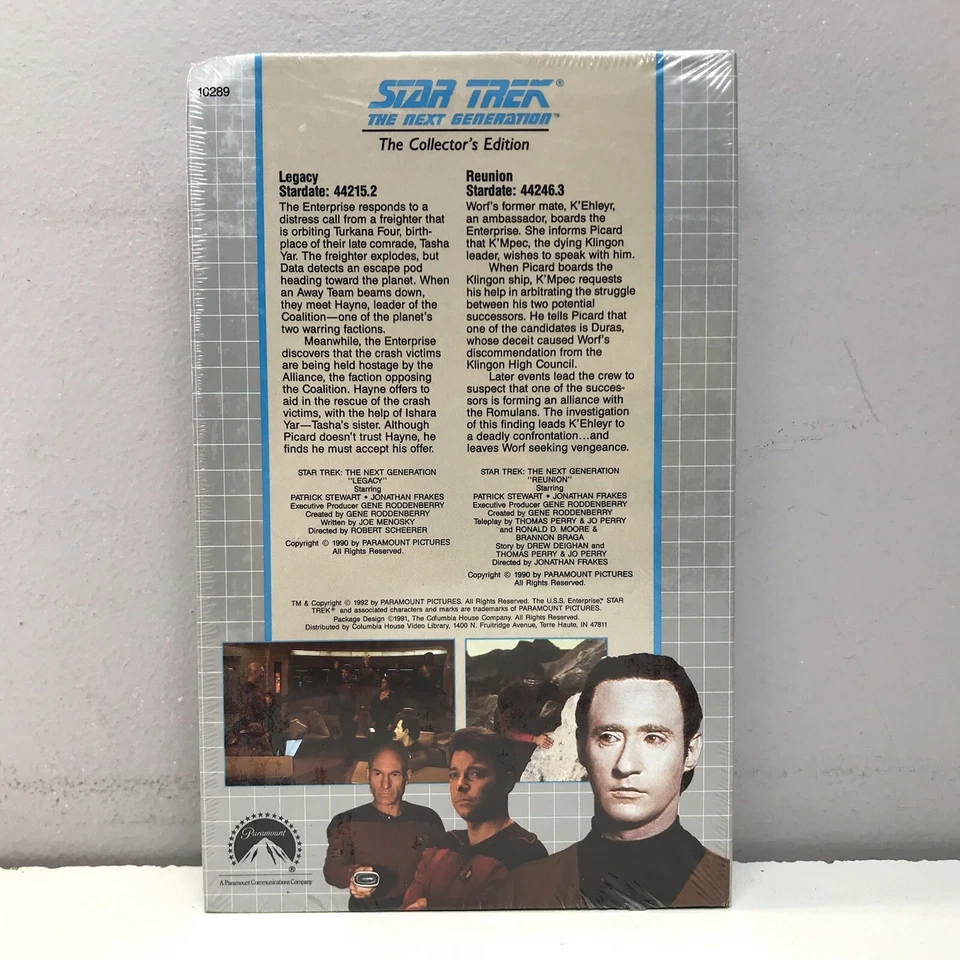 10289
STAR TREK®
THE NEXT GENERATION™
The Collector's Edition
Legacy
Stardate: 44215.2
The Enterprise responds to a
distress call from a freighter that
is orbiting Turkana Four, birth-
place of their late comrade, Tasha
Yar. The freighter explodes, but
Data detects an escape pod
heading toward the planet. When
an Away Team beams down,
they meet Hayne, leader of the
Coalition—one of the planet's
two warring factions.
Meanwhile, the Enterprise
discovers that the crash victims
are being held hostage by the
Alliance, the faction opposing
the Coalition. Hayne offers to
aid in the rescue of the crash
victims, with the help of Ishara
Yar—Tasha's sister. Although
Picard doesn't trust Hayne, he
finds he must accept his offer.
STAR TREK: THE NEXT GENERATION
"LEGACY"
Starring
PATRICK STEWART • JONATHAN FRAKES
Executive Producer GENE RODDENBERRY
Created by GENE RODDENBERRY
Written by JOE MENOSKY
Directed by ROBERT SCHEERER
Copyright © 1990 by PARAMOUNT PICTURES
All Rights Reserved.
Reunion
Stardate: 44246.3
Worf's former mate, K'Ehleyr,
an ambassador, boards the
Enterprise. She informs Picard
that K'Mpec, the dying Klingon
leader, wishes to speak with him.
When Picard boards the
Klingon ship, K'Mpec requests
his help in arbitrating the struggle
between his two potential
successors. He tells Picard that
one of the candidates is Duras,
whose deceit caused Worf's
discommendation from the
Klingon High Council.
Later events lead the crew to
suspect that one of the succes-
sors is forming an alliance with
the Romulans. The investigation
of this finding leads K'Ehleyr to
a deadly confrontation...and
leaves Worf seeking vengeance.
STAR TREK: THE NEXT GENERATION
"REUNION"
Starring
PATRICK STEWART • JONATHAN FRAKES
Executive Producer GENE RODDENBERRY
Created by GENE RODDENBERRY
Teleplay by THOMAS PERRY & JO PERRY
and RONALD D. MOORE &
BRANNON BRAGA
Story by DREW DEIGHAN and
THOMAS PERRY & JO PERRY
Directed by JONATHAN FRAKES
Copyright © 1990 by PARAMOUNT PICTURES
All Rights Reserved.
TM & Copyright © 1992 by PARAMOUNT PICTURES. All Rights Reserved. The U.S.S. Enterprise,™ STAR
TREK® and associated characters and marks are trademarks of PARAMOUNT PICTURES.
Package Design ©1991, The Columbia House Company. All Rights Reserved.
Distributed by Columbia House Video Library, 1400 N. Fruitridge Avenue, Terre Haute, IN 47811
Paramount
®
A Paramount Communications Company